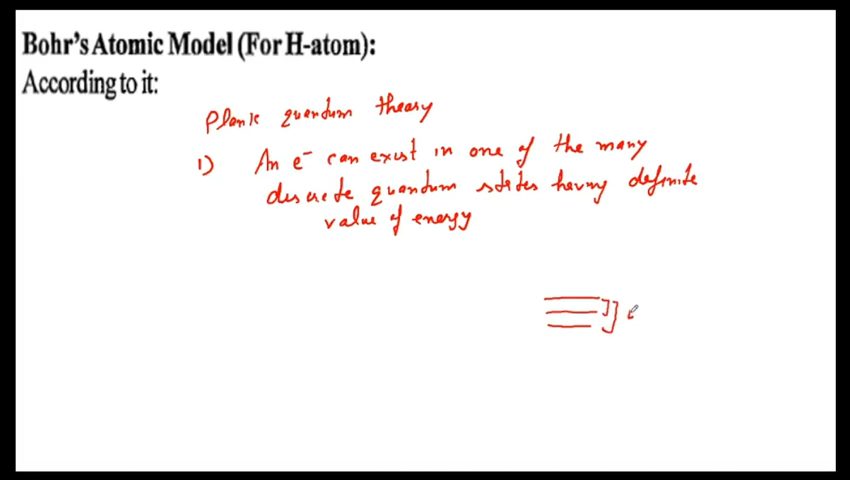 Bohr's Atomic Model (For H-atom):
According to it:
Plank quantum theory
1) An e⁻ can exist in one of the many
discrete quantum states having definite
value of energy
e